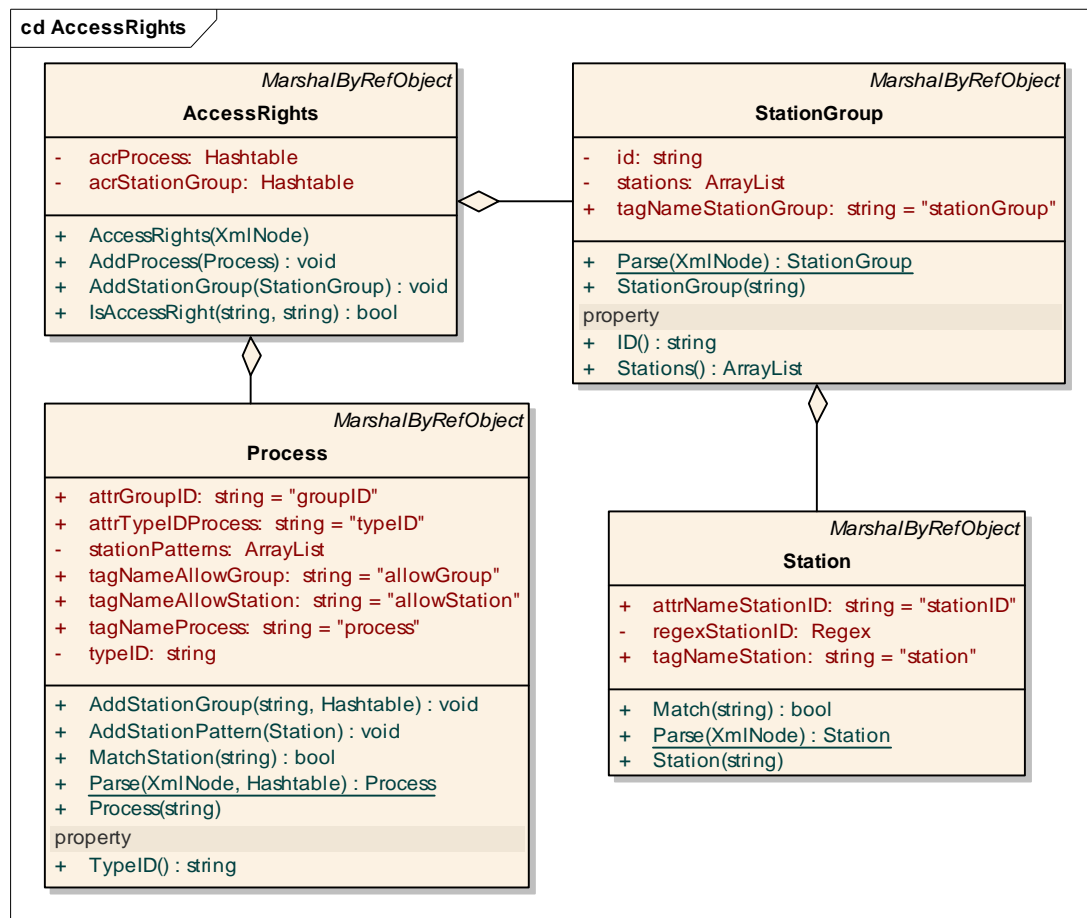 cd AccessRights
MarshalByRefObject
AccessRights
- acrProcess: Hashtable
- acrStationGroup: Hashtable
+ AccessRights(XmlNode)
+ AddProcess(Process) : void
+ AddStationGroup(StationGroup) : void
+ IsAccessRight(string, string) : bool
MarshalByRefObject
StationGroup
- id: string
- stations: ArrayList
+ tagNameStationGroup: string = "stationGroup"
+ Parse(XmlNode) : StationGroup
+ StationGroup(string)
property
+ ID() : string
+ Stations() : ArrayList
MarshalByRefObject
Process
+ attrGroupID: string = "groupID"
+ attrTypeIDProcess: string = "typeID"
- stationPatterns: ArrayList
+ tagNameAllowGroup: string = "allowGroup"
+ tagNameAllowStation: string = "allowStation"
+ tagNameProcess: string = "process"
- typeID: string
+ AddStationGroup(string, Hashtable) : void
+ AddStationPattern(Station) : void
+ MatchStation(string) : bool
+ Parse(XmlNode, Hashtable) : Process
+ Process(string)
property
+ TypeID() : string
MarshalByRefObject
Station
+ attrNameStationID: string = "stationID"
- regexStationID: Regex
+ tagNameStation: string = "station"
+ Match(string) : bool
+ Parse(XmlNode) : Station
+ Station(string)